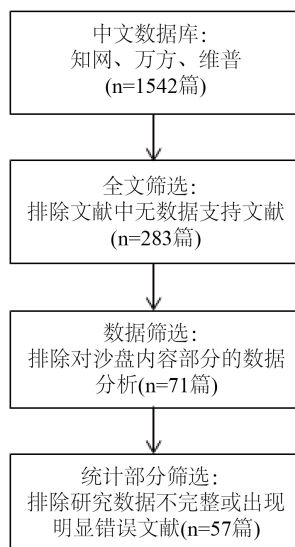 中文数据库:
知网、万方、维普
(n=1542篇)
全文筛选:
排除文献中无数据支持文献
(n=283篇)
数据筛选:
排除对沙盘内容部分的数据
分析(n=71篇)
统计部分筛选:
排除研究数据不完整或出现
明显错误文献(n=57篇)